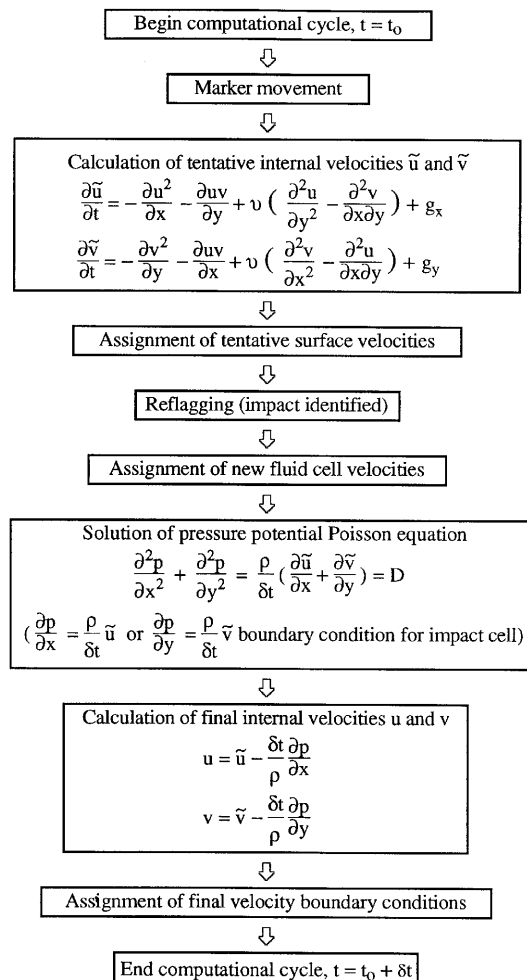 Begin computational cycle, t = t₀
Marker movement
Calculation of tentative internal velocities ũ and ṽ
∂ũ/∂t = − ∂u²/∂x − ∂uv/∂y + υ ( ∂²u/∂y² − ∂²v/∂x∂y ) + gₓ
∂ṽ/∂t = − ∂v²/∂y − ∂uv/∂x + υ ( ∂²v/∂x² − ∂²u/∂x∂y ) + g_y
Assignment of tentative surface velocities
Reflagging (impact identified)
Assignment of new fluid cell velocities
Solution of pressure potential Poisson equation
∂²p/∂x² + ∂²p/∂y² = ρ/δt ( ∂ũ/∂x + ∂ṽ/∂y ) = D
( ∂p/∂x = ρ/δt ũ or ∂p/∂y = ρ/δt ṽ boundary condition for impact cell)
Calculation of final internal velocities u and v
u = ũ − δt/ρ ∂p/∂x
v = ṽ − δt/ρ ∂p/∂y
Assignment of final velocity boundary conditions
End computational cycle, t = t₀ + δt